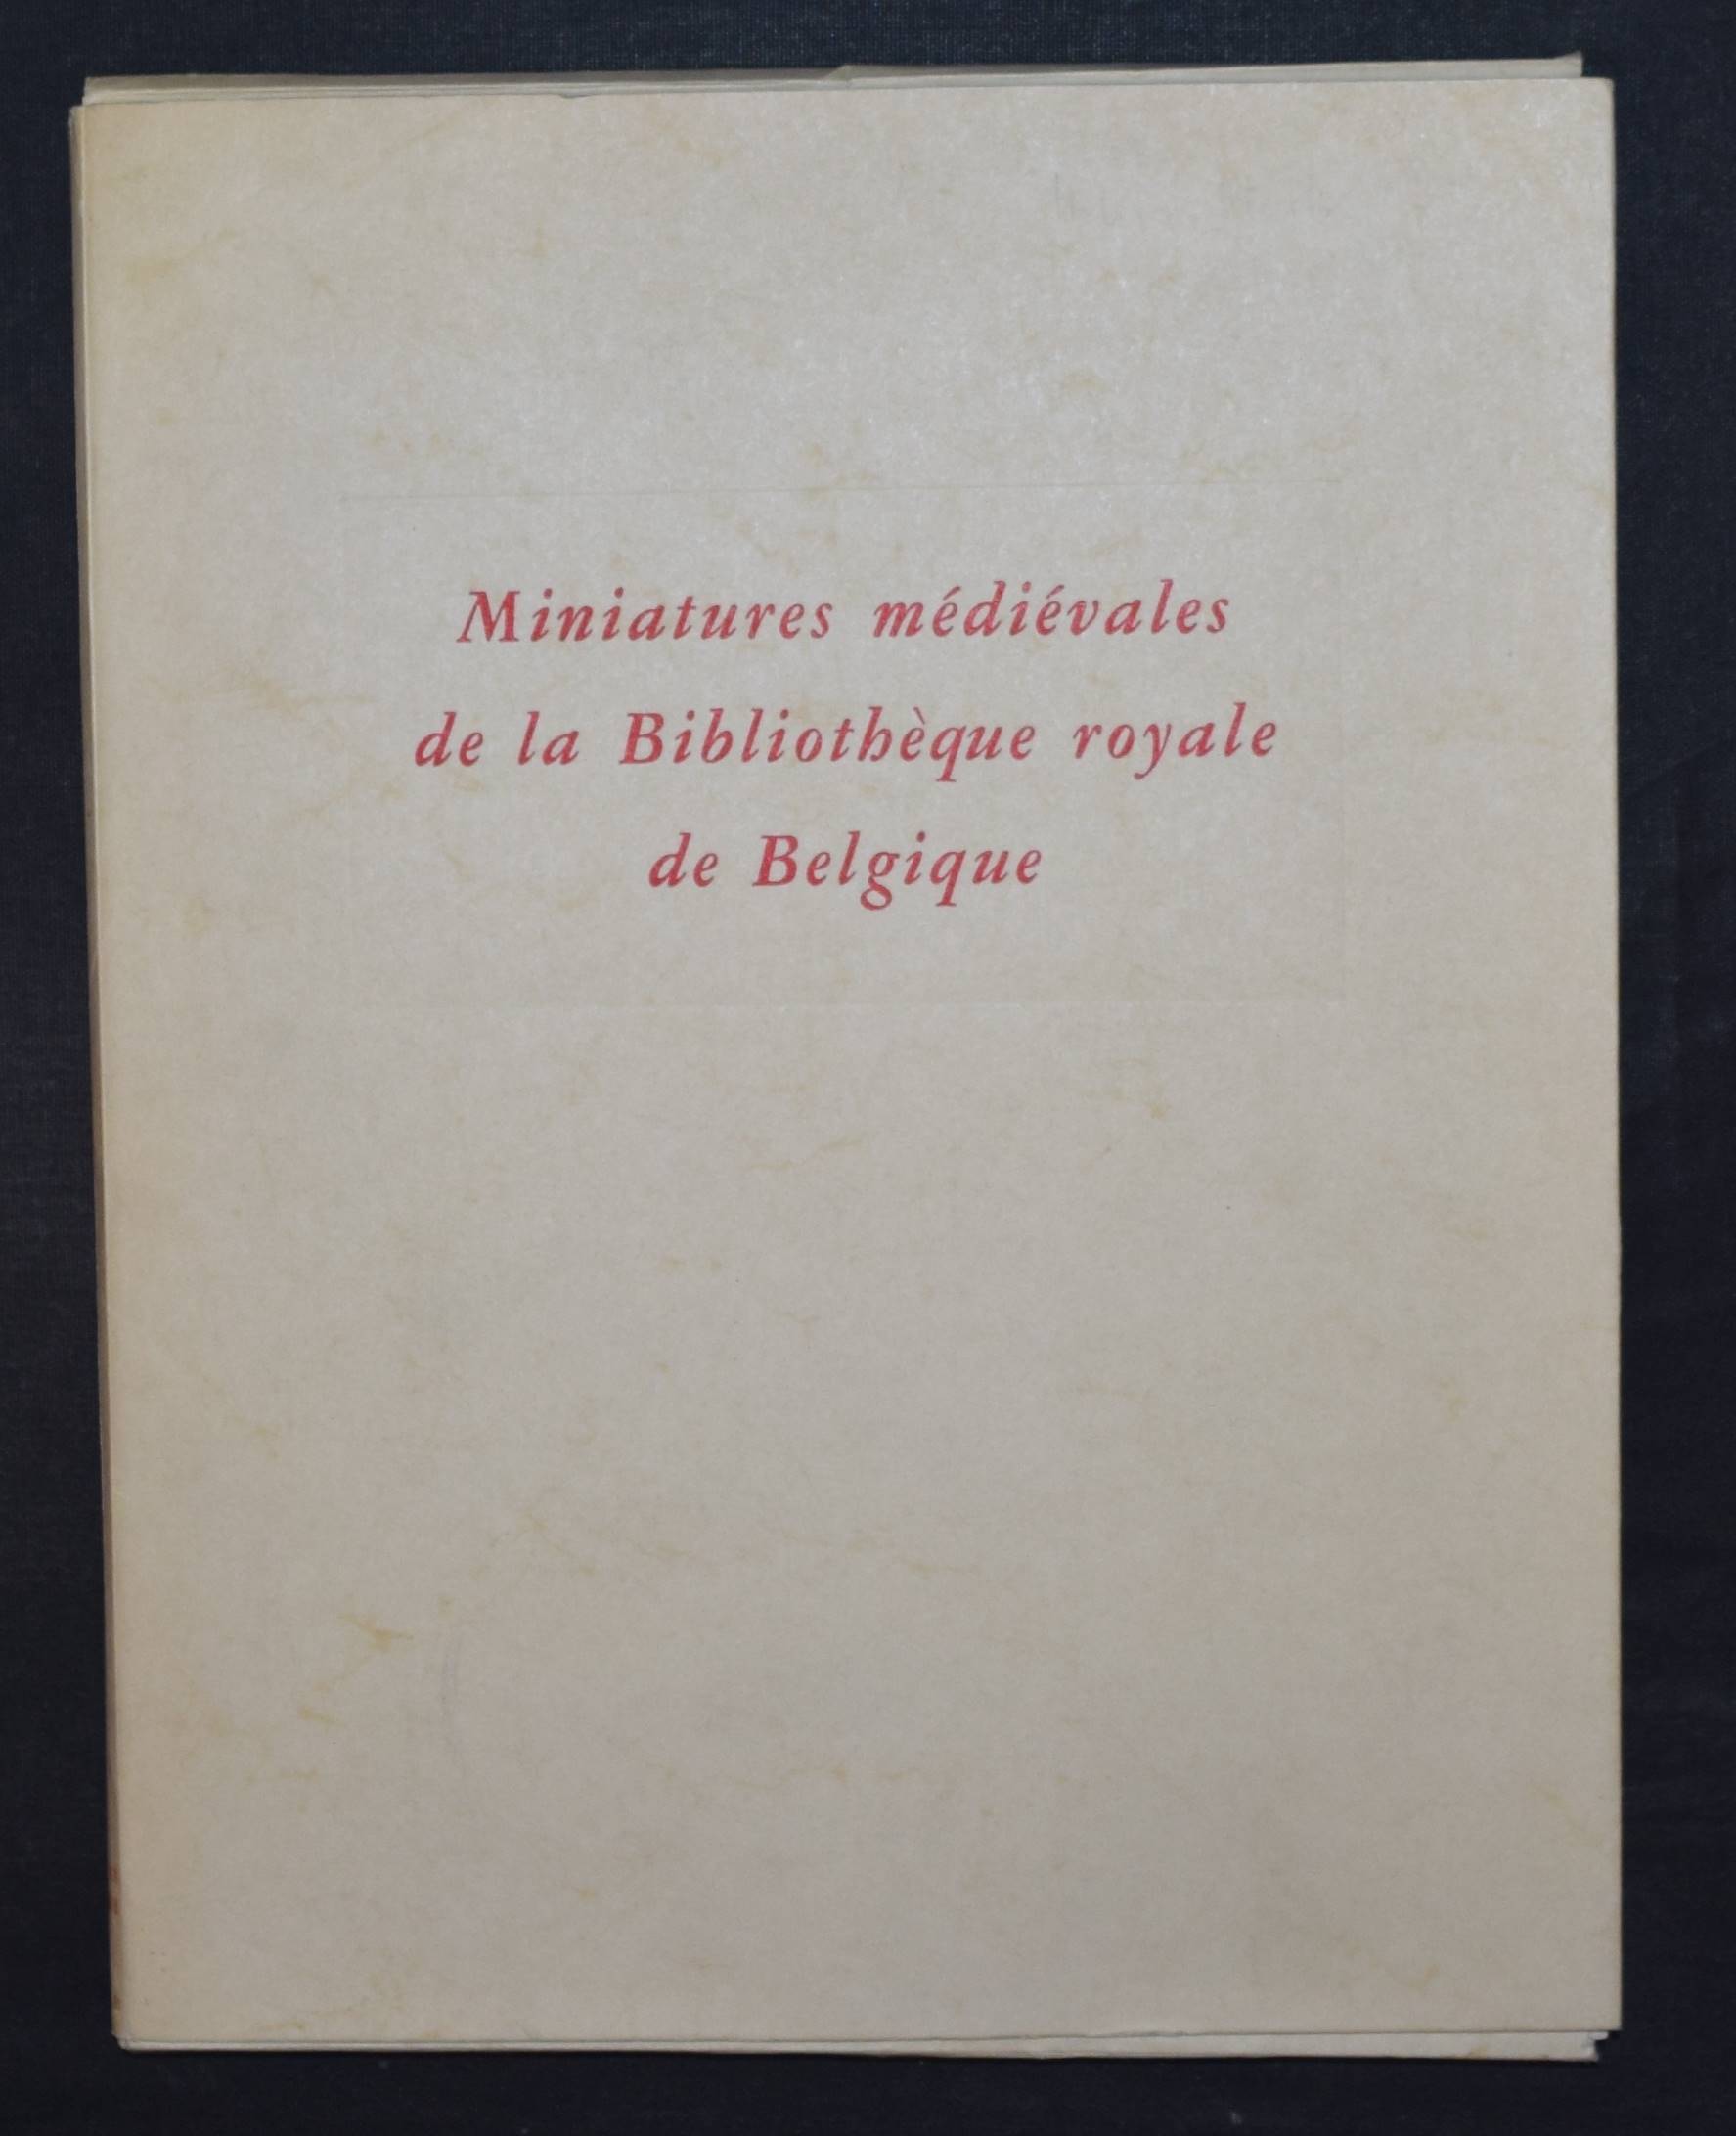 Miniatures médiévales
de la Bibliothèque royale
de Belgique